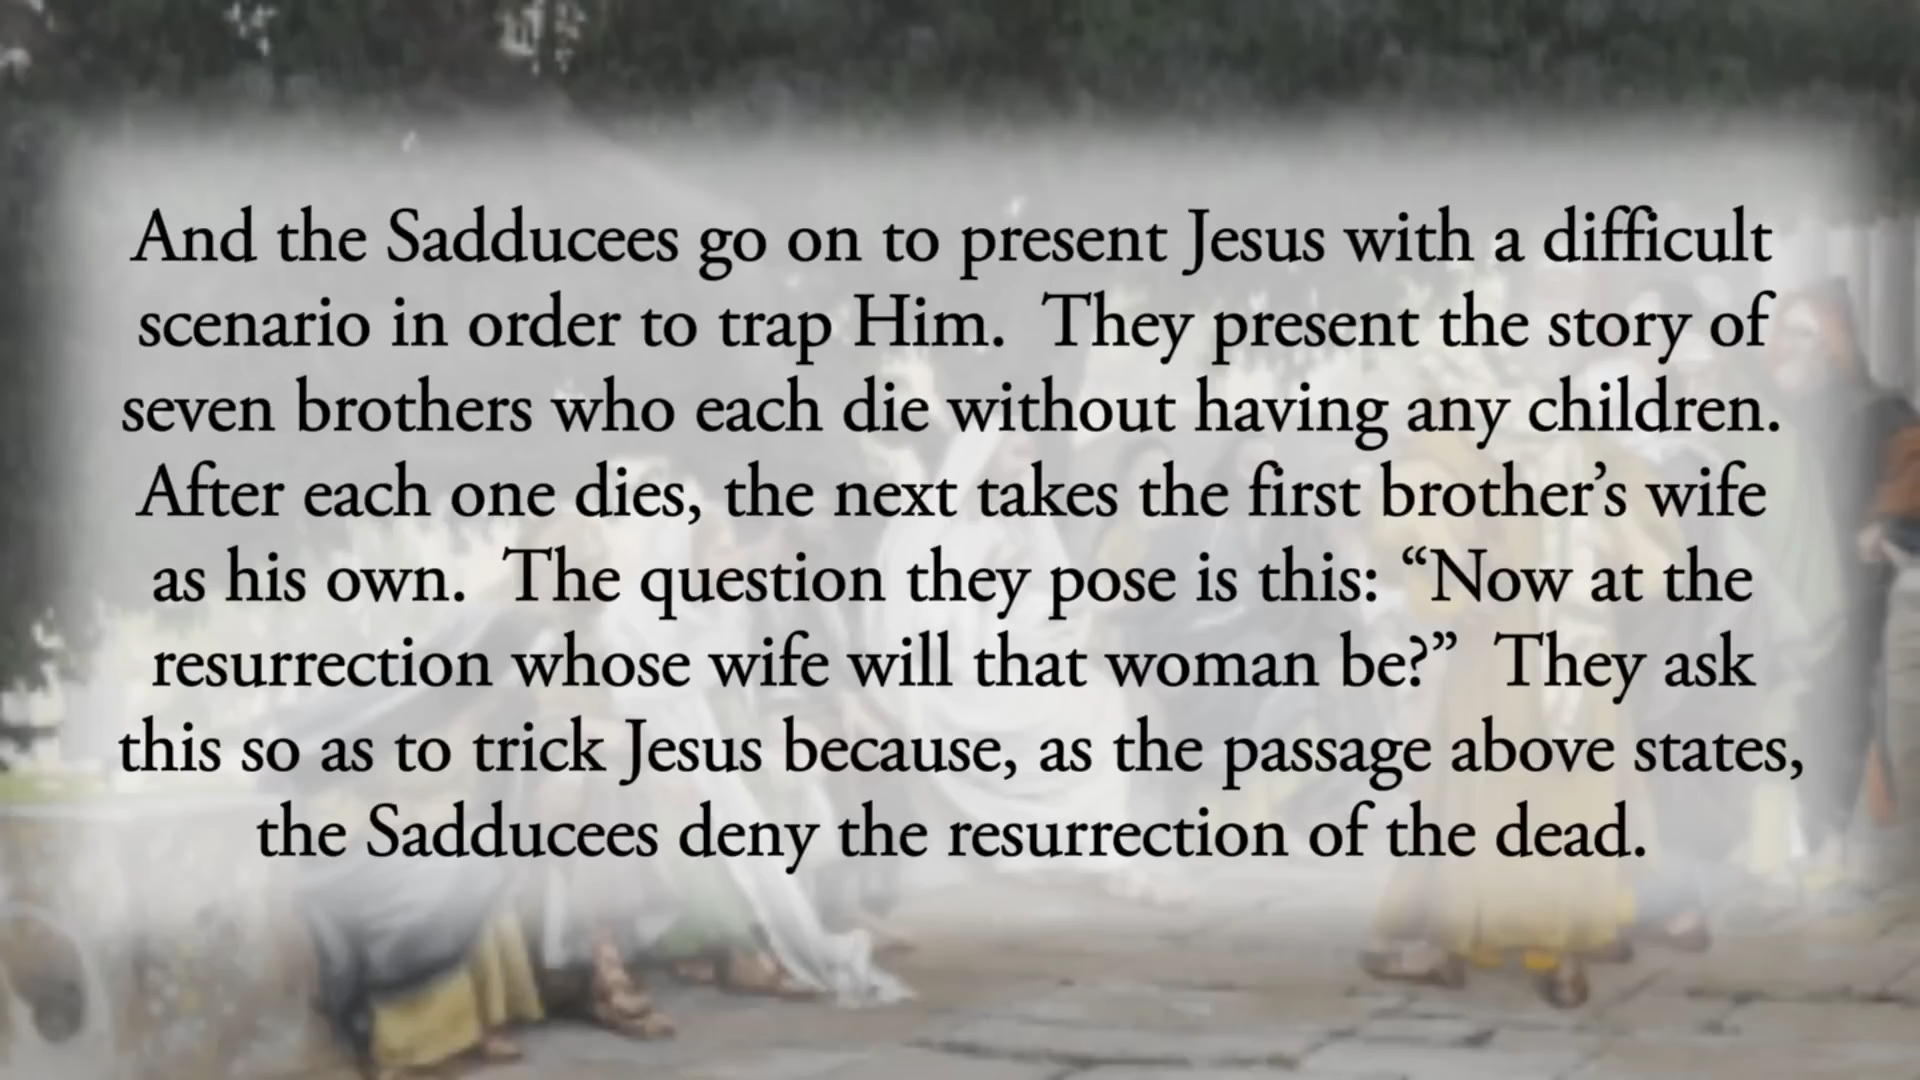 And the Sadducees go on to present Jesus with a difficult
scenario in order to trap Him.  They present the story of
seven brothers who each die without having any children.
After each one dies, the next takes the first brother’s wife
as his own.  The question they pose is this: “Now at the
resurrection whose wife will that woman be?”  They ask
this so as to trick Jesus because, as the passage above states,
the Sadducees deny the resurrection of the dead.